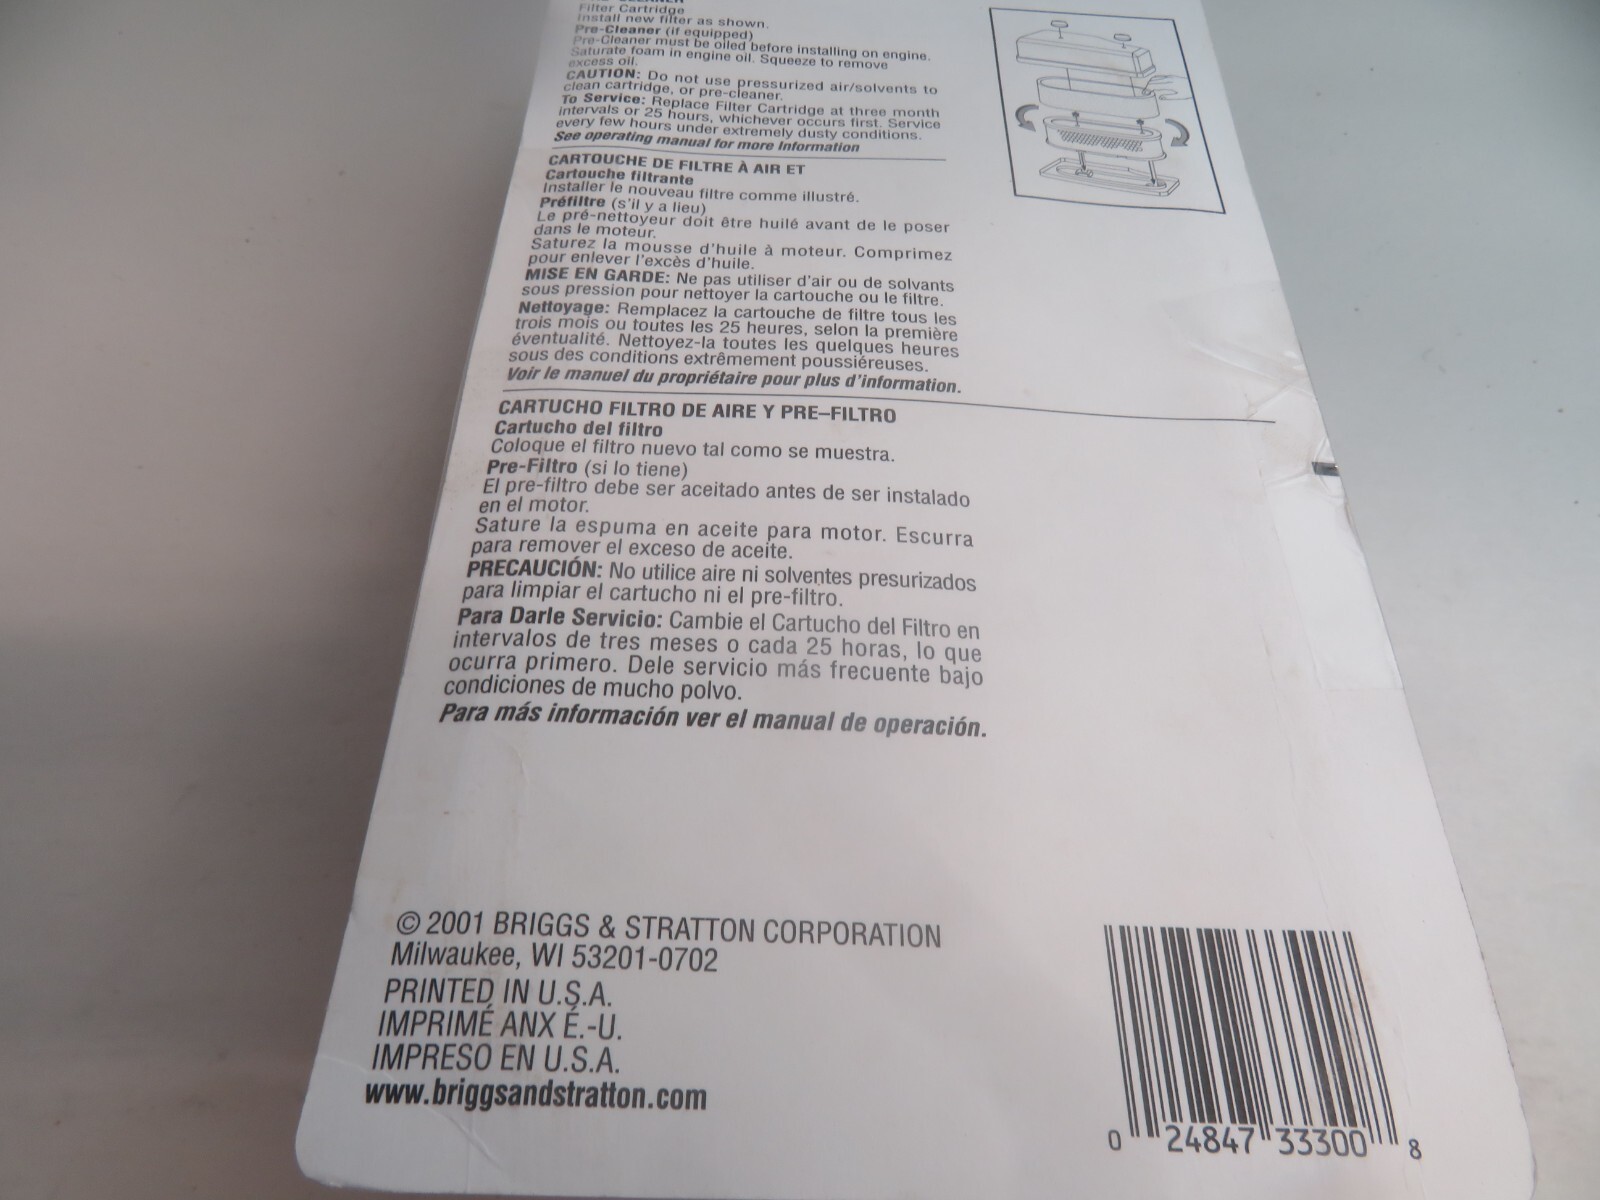 Filter Cartridge
Install new filter as shown.
Pre-Cleaner (if equipped)
Pre-Cleaner must be oiled before installing on engine.
Saturate foam in engine oil. Squeeze to remove
excess oil.
CAUTION: Do not use pressurized air/solvents to
clean cartridge, or pre-cleaner.
To Service: Replace Filter Cartridge at three month
intervals or 25 hours, whichever occurs first. Service
every few hours under extremely dusty conditions.
See operating manual for more Information
CARTOUCHE DE FILTRE À AIR ET
Cartouche filtrante
Installer le nouveau filtre comme illustré.
Préfiltre (s'il y a lieu)
Le pré-nettoyeur doit être huilé avant de le poser
dans le moteur.
Saturez la mousse d'huile à moteur. Comprimez
pour enlever l'excès d'huile.
MISE EN GARDE: Ne pas utiliser d'air ou de solvants
sous pression pour nettoyer la cartouche ou le filtre.
Nettoyage: Remplacez la cartouche de filtre tous les
trois mois ou toutes les 25 heures, selon la première
éventualité. Nettoyez-la toutes les quelques heures
sous des conditions extrêmement poussiéreuses.
Voir le manuel du propriétaire pour plus d'information.
CARTUCHO FILTRO DE AIRE Y PRE–FILTRO
Cartucho del filtro
Coloque el filtro nuevo tal como se muestra.
Pre-Filtro (si lo tiene)
El pre-filtro debe ser aceitado antes de ser instalado
en el motor.
Sature la espuma en aceite para motor. Escurra
para remover el exceso de aceite.
PRECAUCIÓN: No utilice aire ni solventes presurizados
para limpiar el cartucho ni el pre-filtro.
Para Darle Servicio: Cambie el Cartucho del Filtro en
intervalos de tres meses o cada 25 horas, lo que
ocurra primero. Dele servicio más frecuente bajo
condiciones de mucho polvo.
Para más información ver el manual de operación.
© 2001 BRIGGS & STRATTON CORPORATION
Milwaukee, WI 53201-0702
PRINTED IN U.S.A.
IMPRIMÉ ANX É.-U.
IMPRESO EN U.S.A.
www.briggsandstratton.com
0 24847 33300 8